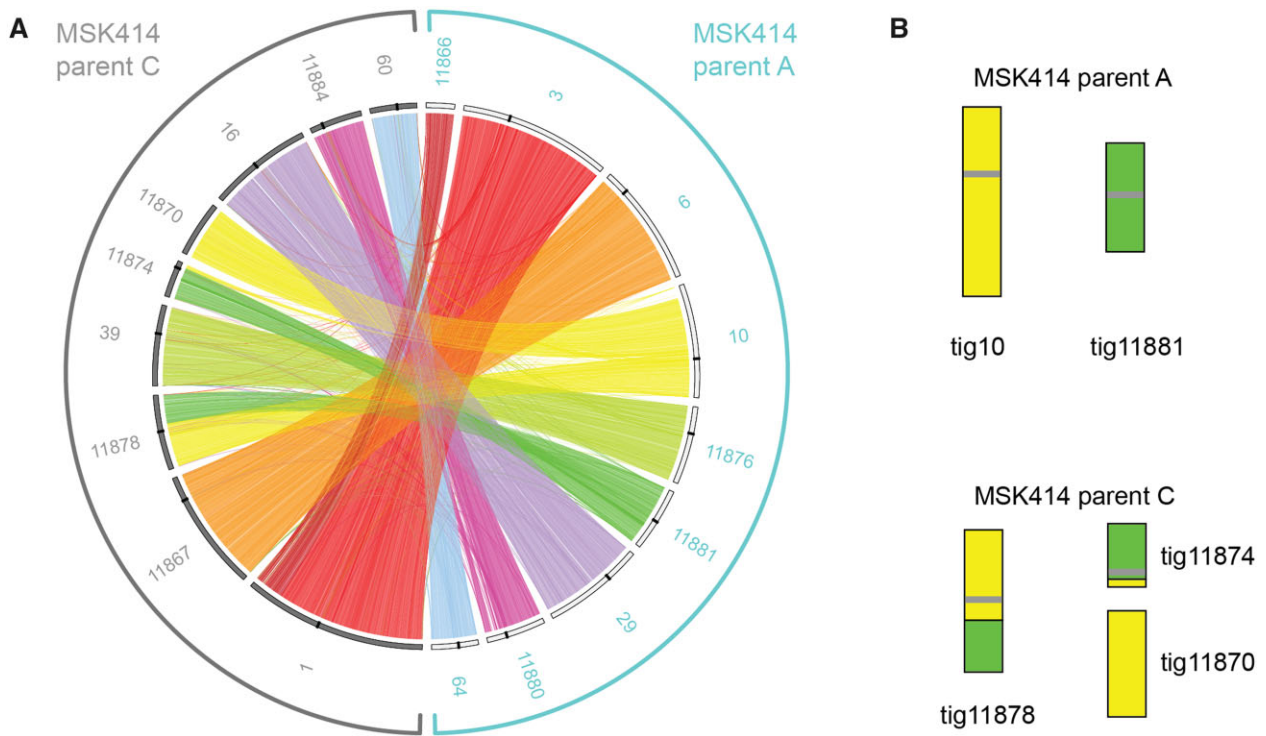 A
MSK414
parent C
MSK414
parent A
60
11884
16
11870
11874
39
11878
11867
1
11866
3
6
10
11876
11881
29
11880
64
B
MSK414 parent A
tig10
tig11881
MSK414 parent C
tig11874
tig11870
tig11878